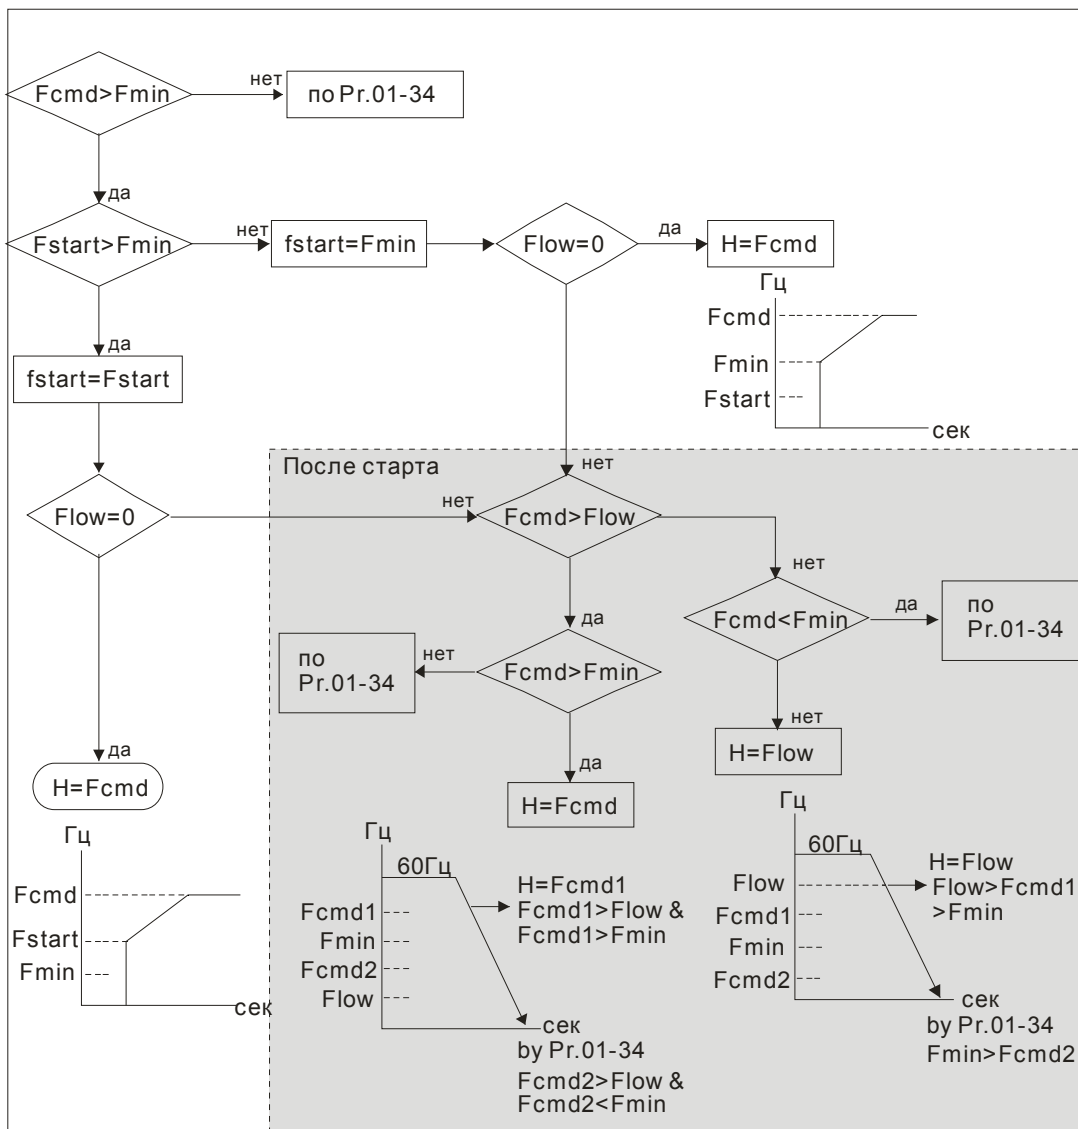 Fcmd>Fmin
нет
по Pr.01-34
да
Fstart>Fmin
нет
fstart=Fmin
Flow=0
да
H=Fcmd
Гц
Fcmd
Fmin
Fstart
сек
да
fstart=Fstart
После старта
нет
Flow=0
нет
Fcmd>Flow
нет
да
Fcmd<Fmin
да
по
Pr.01-34
по
Pr.01-34
нет
Fcmd>Fmin
нет
H=Flow
да
H=Fcmd
да
H=Fcmd
Гц
Fcmd
Fstart
Fmin
сек
Гц
60Гц
H=Fcmd1
Fcmd1>Flow &
Fcmd1>Fmin
Fcmd1
Fmin
Fcmd2
Flow
сек
by Pr.01-34
Fcmd2>Flow &
Fcmd2<Fmin
Гц
60Гц
H=Flow
Flow>Fcmd1
>Fmin
Flow
Fcmd1
Fmin
Fcmd2
сек
by Pr.01-34
Fmin>Fcmd2